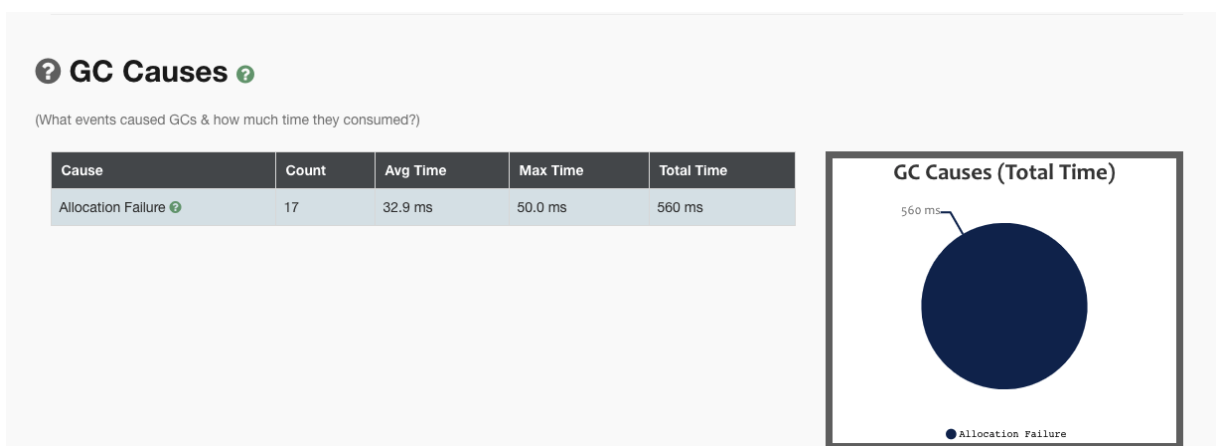 GC Causes
(What events caused GCs & how much time they consumed?)
Cause Count Avg Time Max Time Total Time
Allocation Failure 17 32.9 ms 50.0 ms 560 ms
GC Causes (Total Time)
560 ms
Allocation Failure